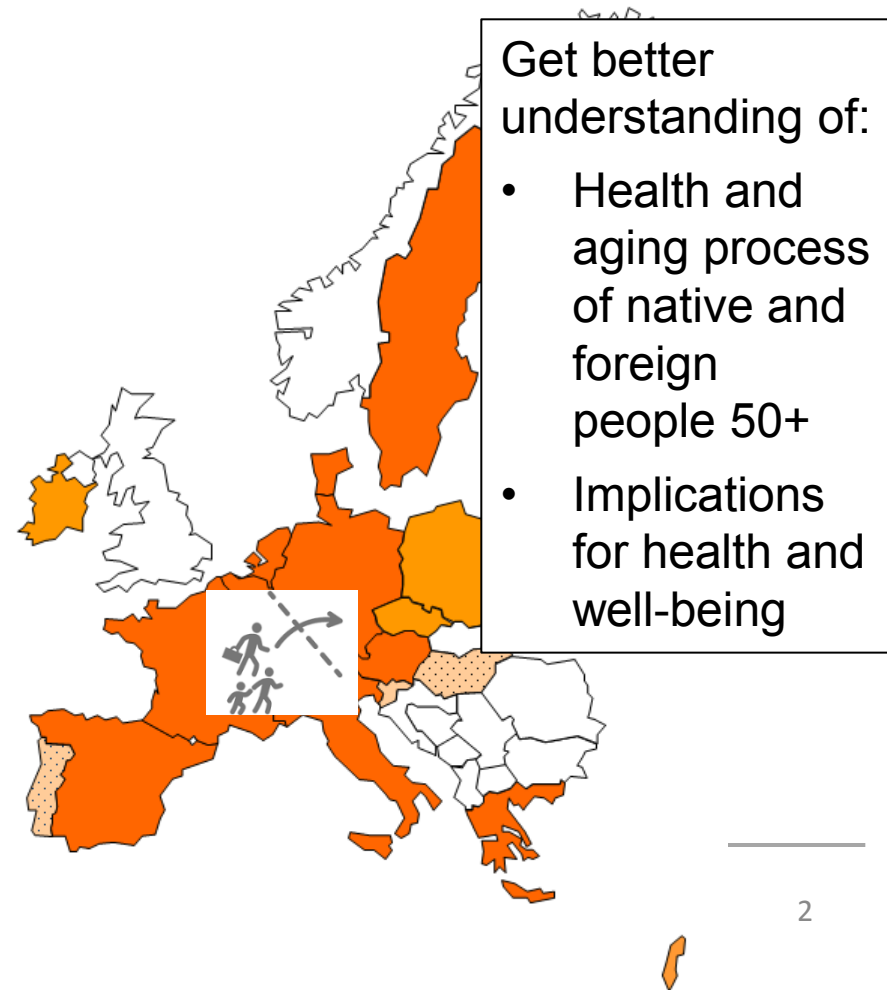 Get better
understanding of:
• Health and
aging process
of native and
foreign
people 50+
• Implications
for health and
well-being
2